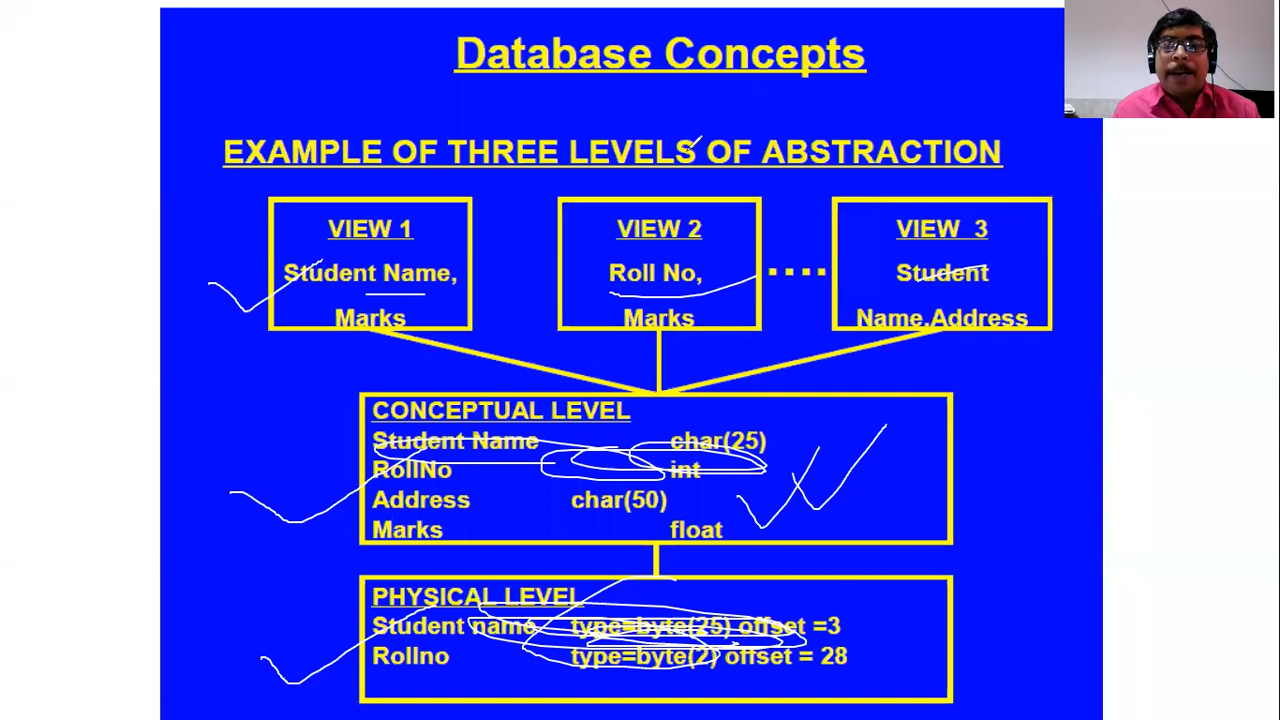 Database Concepts
EXAMPLE OF THREE LEVELS OF ABSTRACTION
VIEW 1
Student Name,
Marks
VIEW 2
Roll No,
Marks
....
VIEW 3
Student
Name,Address
CONCEPTUAL LEVEL
Student Name char(25)
RollNo int
Address char(50)
Marks float
PHYSICAL LEVEL
Student name type=byte(25) offset =3
Rollno type=byte(2) offset = 28